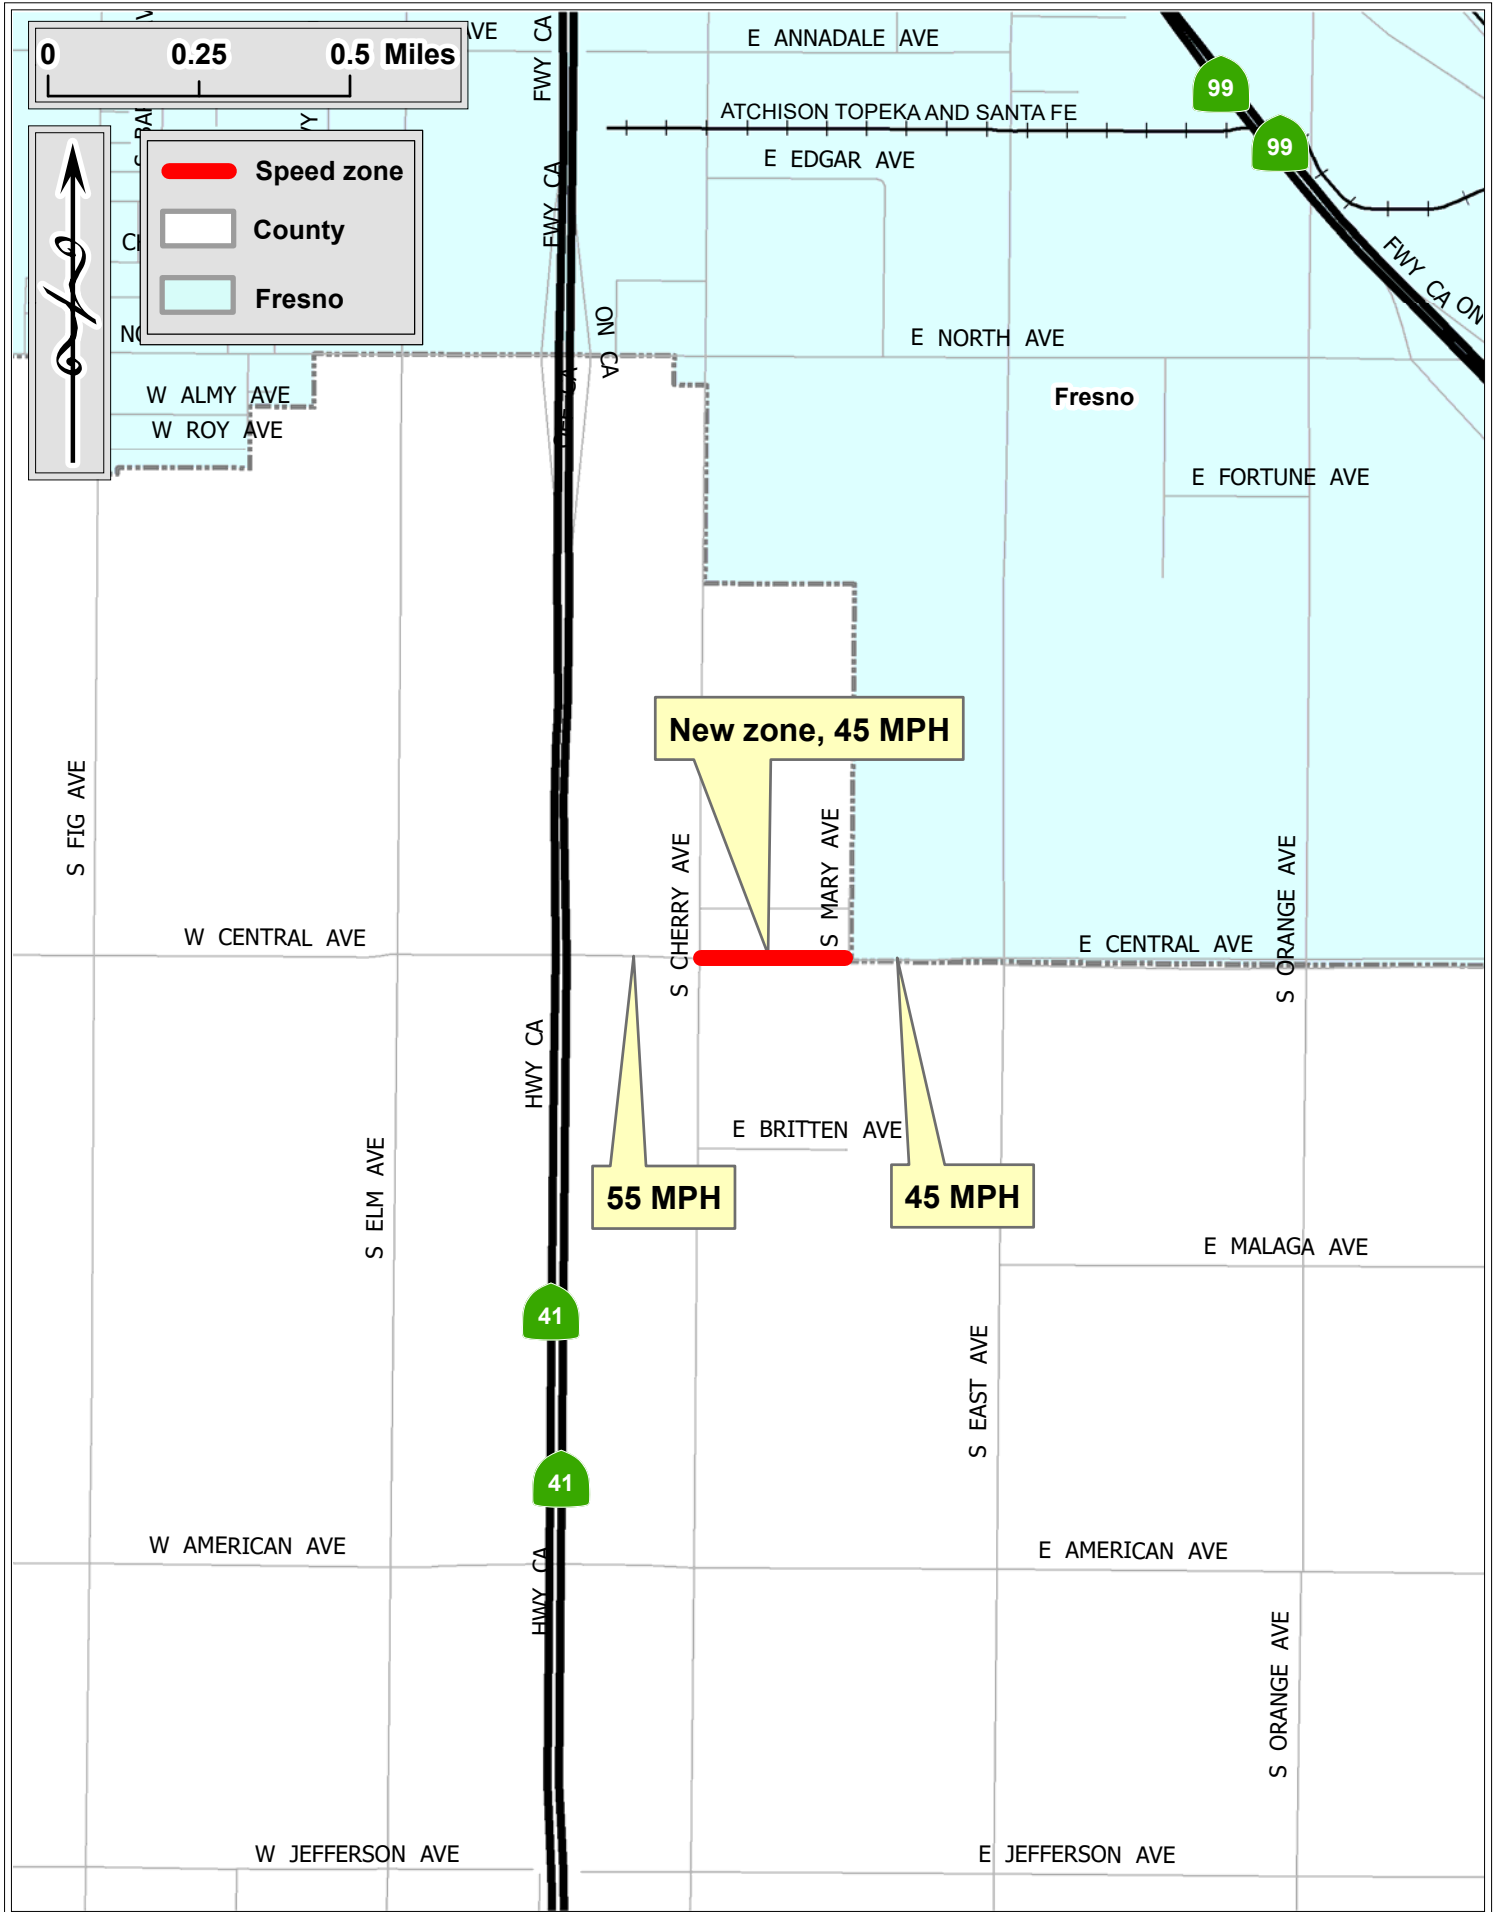 0 0.25 0.5 Miles
AVE
FWY CA
E ANNADALE AVE
99
ATCHISON TOPEKA AND SANTA FE
99
E EDGAR AVE
Speed zone
County
Fresno
FWY CA
FWY CA ON
ON CA
E NORTH AVE
W ALMY AVE
W ROY AVE
Fresno
E FORTUNE AVE
New zone, 45 MPH
S FIG AVE
S CHERRY AVE
S MARY AVE
S ORANGE AVE
W CENTRAL AVE
E CENTRAL AVE
HWY CA
E BRITTEN AVE
S ELM AVE
55 MPH
45 MPH
E MALAGA AVE
41
S EAST AVE
41
W AMERICAN AVE
E AMERICAN AVE
HWY CA
S ORANGE AVE
W JEFFERSON AVE
E JEFFERSON AVE